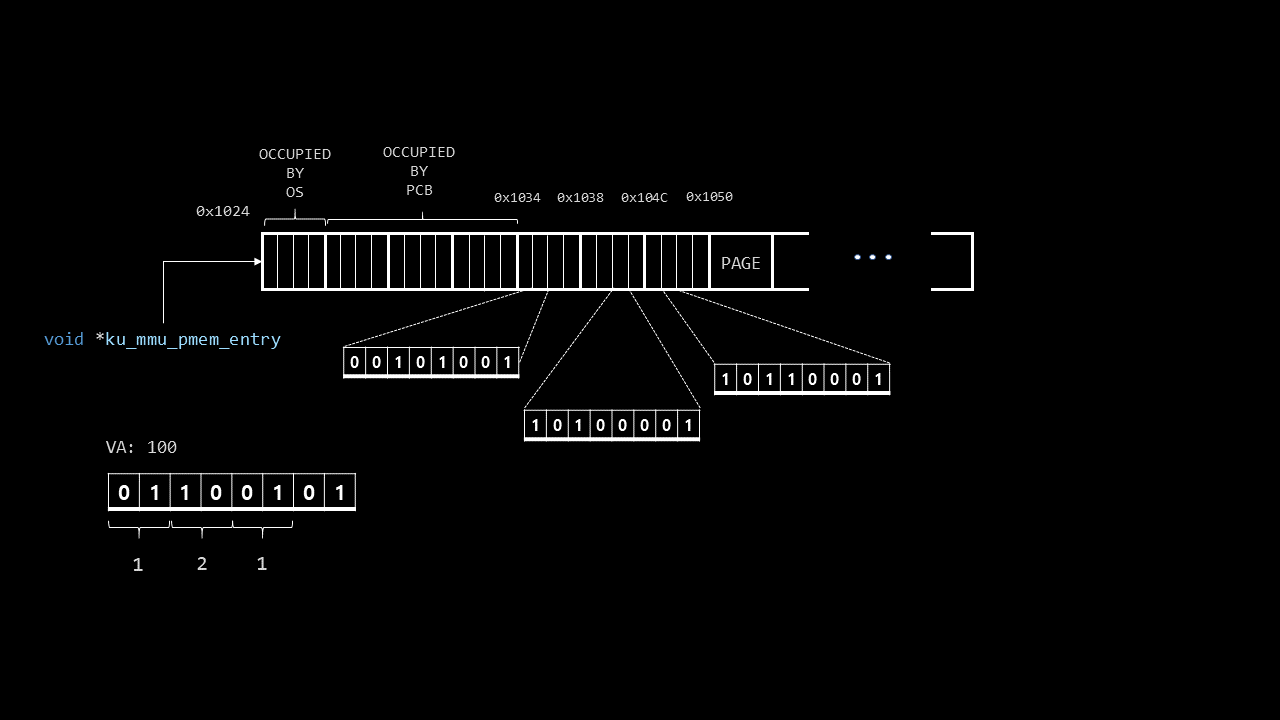 OCCUPIED
BY
OS
OCCUPIED
BY
PCB
0x1024
0x1034
0x1038
0x104C
0x1050
PAGE
...
void *ku_mmu_pmem_entry
0 0 1 0 1 0 0 1
1 0 1 1 0 0 0 1
1 0 1 0 0 0 0 1
VA: 100
0 1 1 0 0 1 0 1
1 2 1